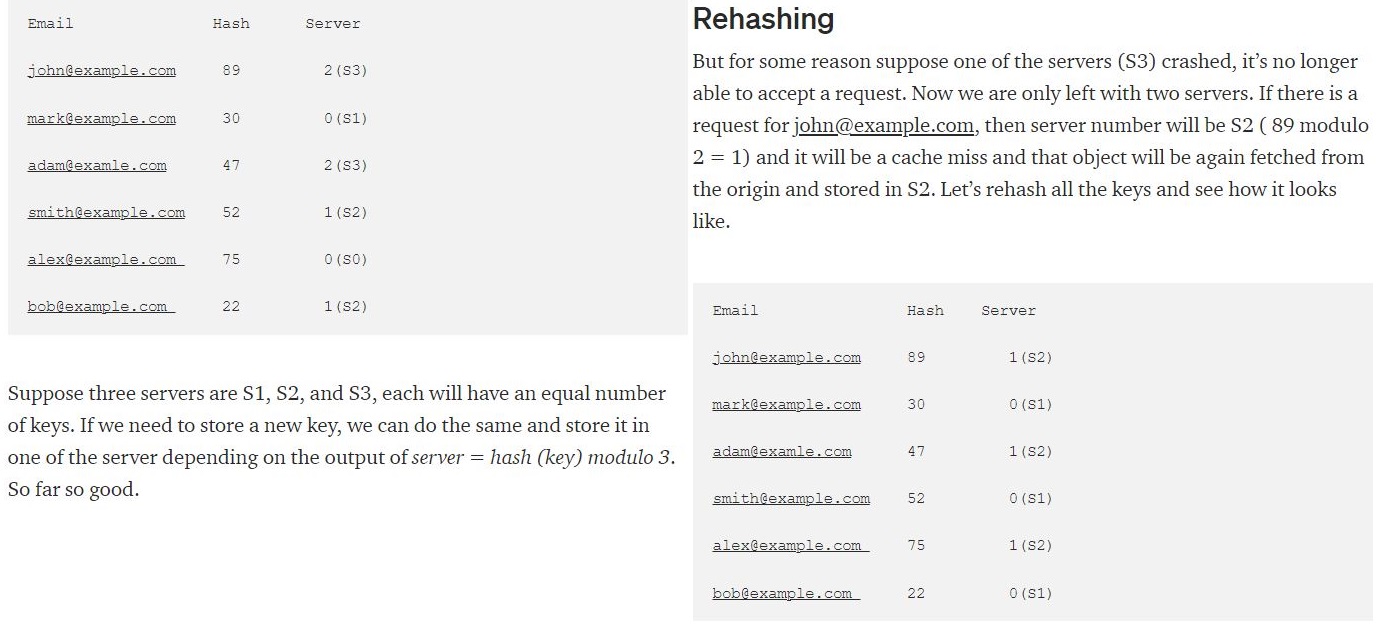 Email Hash Server
john@example.com 89 2(S3)
mark@example.com 30 0(S1)
adam@examle.com 47 2(S3)
smith@example.com 52 1(S2)
alex@example.com 75 0(S0)
bob@example.com 22 1(S2)
Suppose three servers are S1, S2, and S3, each will have an equal number
of keys. If we need to store a new key, we can do the same and store it in
one of the server depending on the output of server = hash (key) modulo 3.
So far so good.
Rehashing
But for some reason suppose one of the servers (S3) crashed, it’s no longer
able to accept a request. Now we are only left with two servers. If there is a
request for john@example.com, then server number will be S2 ( 89 modulo
2 = 1) and it will be a cache miss and that object will be again fetched from
the origin and stored in S2. Let’s rehash all the keys and see how it looks
like.
Email Hash Server
john@example.com 89 1(S2)
mark@example.com 30 0(S1)
adam@examle.com 47 1(S2)
smith@example.com 52 0(S1)
alex@example.com 75 1(S2)
bob@example.com 22 0(S1)